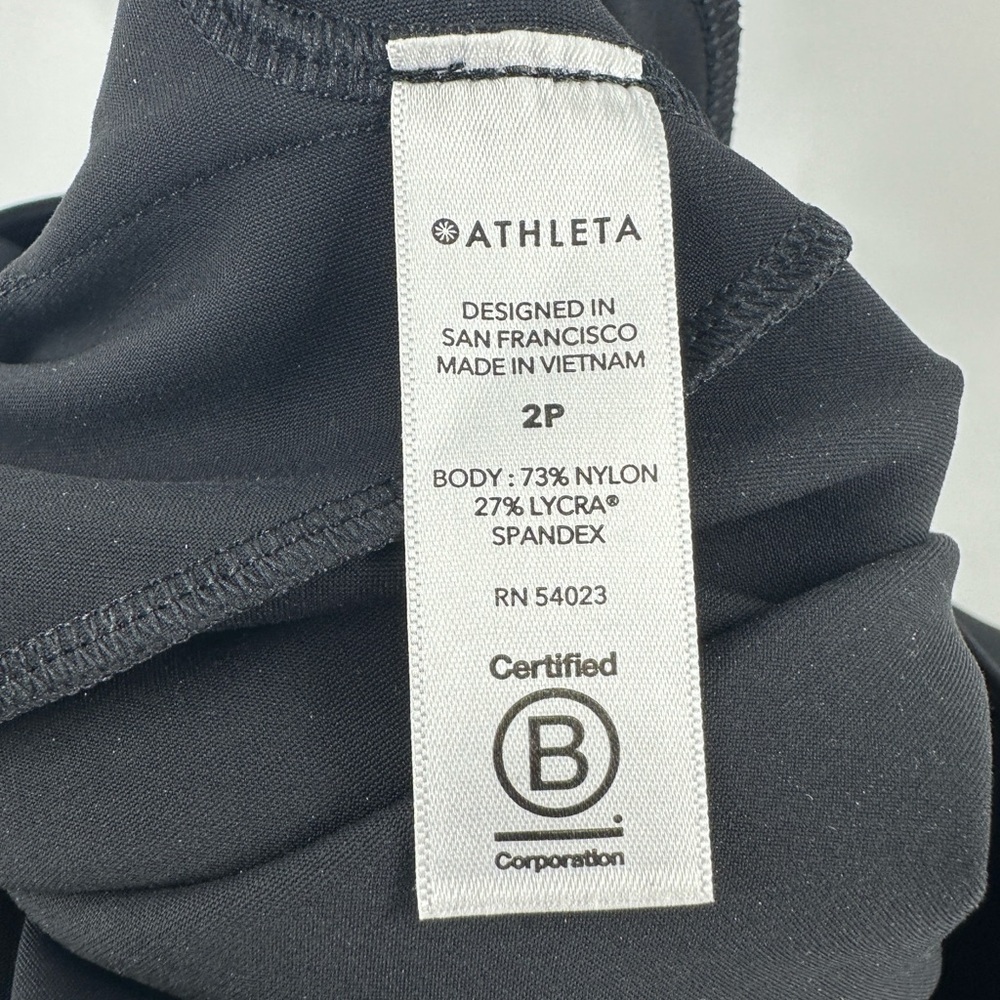 ATHLETA
DESIGNED IN
SAN FRANCISCO
MADE IN VIETNAM
2P
BODY : 73% NYLON
27% LYCRA®
SPANDEX
RN 54023
Certified
B
Corporation